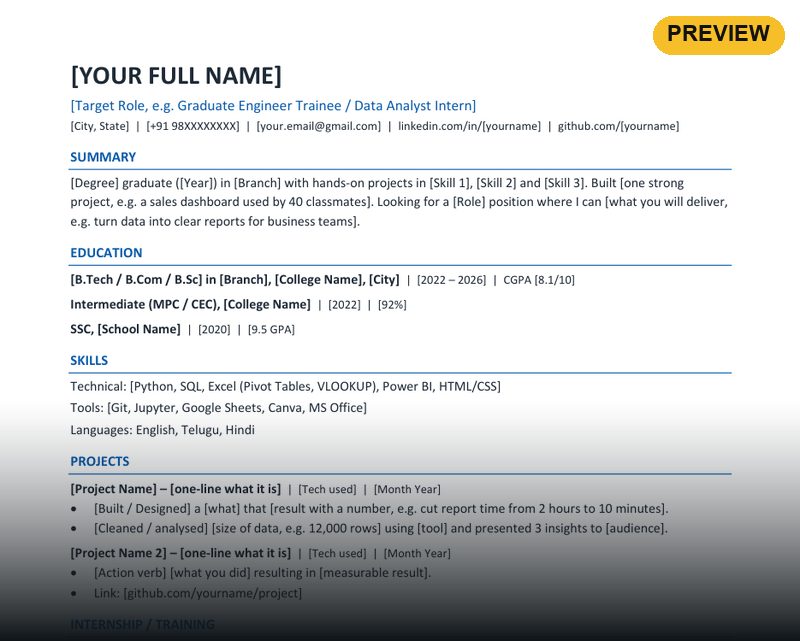 PREVIEW
[YOUR FULL NAME]
[Target Role, e.g. Graduate Engineer Trainee / Data Analyst Intern]
[City, State] | [+91 98XXXXXXXX] | [your.email@gmail.com] | linkedin.com/in/[yourname] | github.com/[yourname]
SUMMARY
[Degree] graduate ([Year]) in [Branch] with hands-on projects in [Skill 1], [Skill 2] and [Skill 3]. Built [one strong
project, e.g. a sales dashboard used by 40 classmates]. Looking for a [Role] position where I can [what you will deliver,
e.g. turn data into clear reports for business teams].
EDUCATION
[B.Tech / B.Com / B.Sc] in [Branch], [College Name], [City] | [2022 – 2026] | CGPA [8.1/10]
Intermediate (MPC / CEC), [College Name] | [2022] | [92%]
SSC, [School Name] | [2020] | [9.5 GPA]
SKILLS
Technical: [Python, SQL, Excel (Pivot Tables, VLOOKUP), Power BI, HTML/CSS]
Tools: [Git, Jupyter, Google Sheets, Canva, MS Office]
Languages: English, Telugu, Hindi
PROJECTS
[Project Name] – [one-line what it is] | [Tech used] | [Month Year]
• [Built / Designed] a [what] that [result with a number, e.g. cut report time from 2 hours to 10 minutes].
• [Cleaned / analysed] [size of data, e.g. 12,000 rows] using [tool] and presented 3 insights to [audience].
[Project Name 2] – [one-line what it is] | [Tech used] | [Month Year]
• [Action verb] [what you did] resulting in [measurable result].
• Link: [github.com/yourname/project]
INTERNSHIP / TRAINING